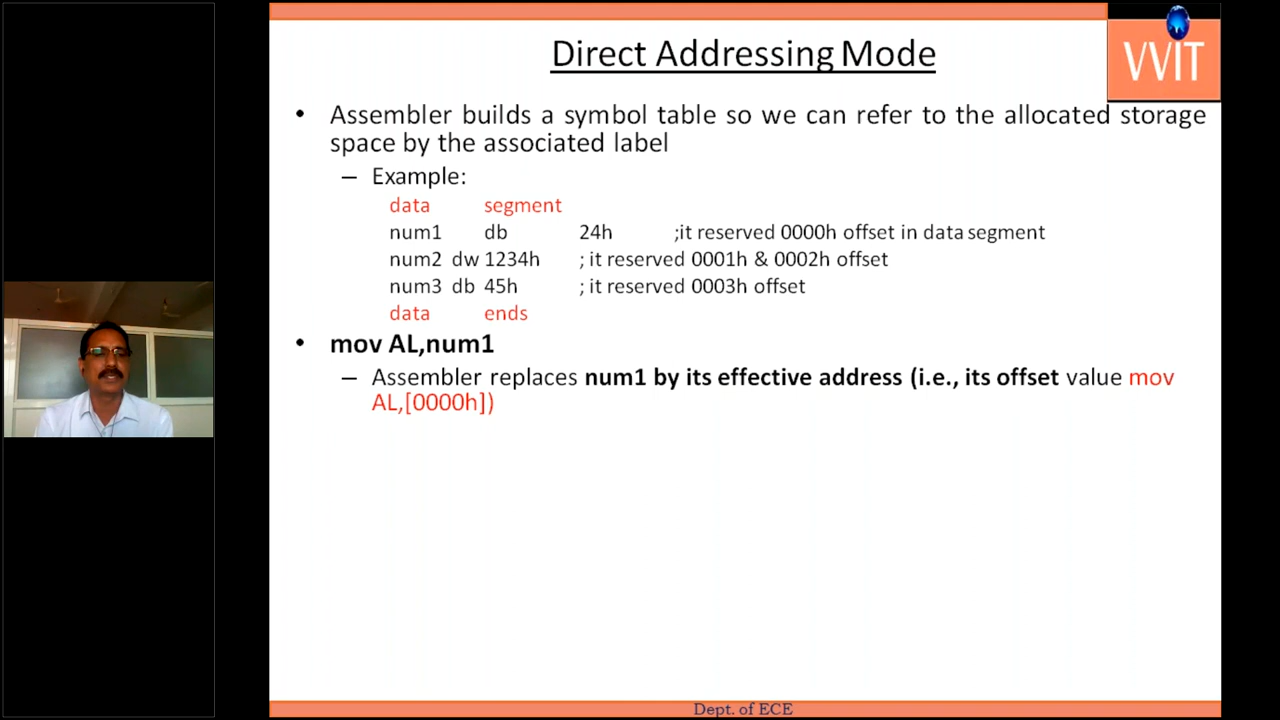 Direct Addressing Mode
VVIT
• Assembler builds a symbol table so we can refer to the allocated storage
space by the associated label
– Example:
data segment
num1 db 24h ;it reserved 0000h offset in data segment
num2 dw 1234h ; it reserved 0001h & 0002h offset
num3 db 45h ; it reserved 0003h offset
data ends
• mov AL,num1
– Assembler replaces num1 by its effective address (i.e., its offset value mov
AL,[0000h])
Dept. of ECE